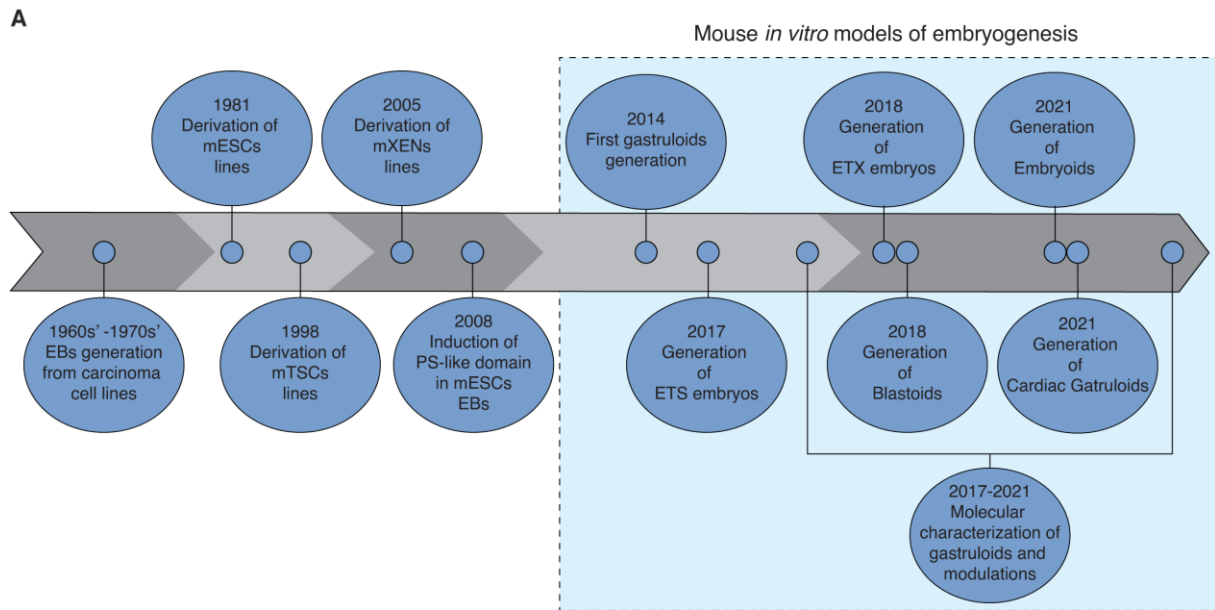 A
Mouse in vitro models of embryogenesis
1981
Derivation of
mESCs
lines
2005
Derivation of
mXENs
lines
2014
First gastruloids
generation
2018
Generation
of
ETX embryos
2021
Generation
of
Embryoids
1960s' -1970s'
EBs generation
from carcinoma
cell lines
1998
Derivation of
mTSCs
lines
2008
Induction of
PS-like domain
in mESCs
EBs
2017
Generation
of
ETS embryos
2018
Generation
of
Blastoids
2021
Generation
of
Cardiac Gatruloids
2017-2021
Molecular
characterization of
gastruloids and
modulations